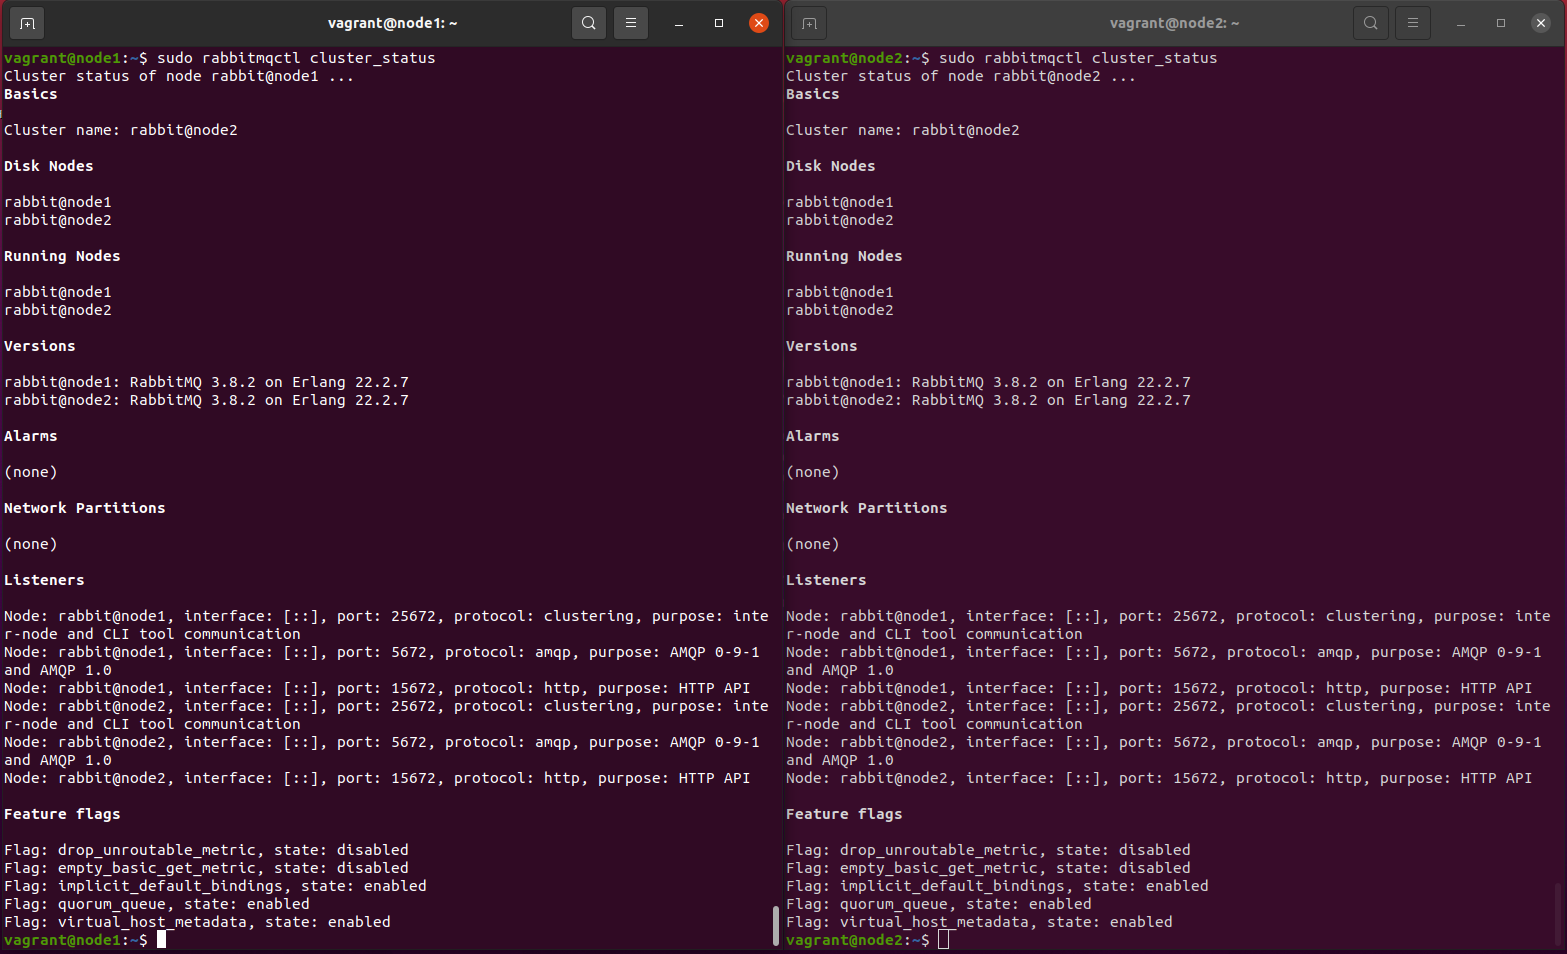 vagrant@node1: ~
vagrant@node1:~$ sudo rabbitmqctl cluster_status
Cluster status of node rabbit@node1 ...
Basics
Cluster name: rabbit@node2
Disk Nodes
rabbit@node1
rabbit@node2
Running Nodes
rabbit@node1
rabbit@node2
Versions
rabbit@node1: RabbitMQ 3.8.2 on Erlang 22.2.7
rabbit@node2: RabbitMQ 3.8.2 on Erlang 22.2.7
Alarms
(none)
Network Partitions
(none)
Listeners
Node: rabbit@node1, interface: [::], port: 25672, protocol: clustering, purpose: inte
r-node and CLI tool communication
Node: rabbit@node1, interface: [::], port: 5672, protocol: amqp, purpose: AMQP 0-9-1
and AMQP 1.0
Node: rabbit@node1, interface: [::], port: 15672, protocol: http, purpose: HTTP API
Node: rabbit@node2, interface: [::], port: 25672, protocol: clustering, purpose: inte
r-node and CLI tool communication
Node: rabbit@node2, interface: [::], port: 5672, protocol: amqp, purpose: AMQP 0-9-1
and AMQP 1.0
Node: rabbit@node2, interface: [::], port: 15672, protocol: http, purpose: HTTP API
Feature flags
Flag: drop_unroutable_metric, state: disabled
Flag: empty_basic_get_metric, state: disabled
Flag: implicit_default_bindings, state: enabled
Flag: quorum_queue, state: enabled
Flag: virtual_host_metadata, state: enabled
vagrant@node1:~$
vagrant@node2: ~
vagrant@node2:~$ sudo rabbitmqctl cluster_status
Cluster status of node rabbit@node2 ...
Basics
Cluster name: rabbit@node2
Disk Nodes
rabbit@node1
rabbit@node2
Running Nodes
rabbit@node1
rabbit@node2
Versions
rabbit@node1: RabbitMQ 3.8.2 on Erlang 22.2.7
rabbit@node2: RabbitMQ 3.8.2 on Erlang 22.2.7
Alarms
(none)
Network Partitions
(none)
Listeners
Node: rabbit@node1, interface: [::], port: 25672, protocol: clustering, purpose: inte
r-node and CLI tool communication
Node: rabbit@node1, interface: [::], port: 5672, protocol: amqp, purpose: AMQP 0-9-1
and AMQP 1.0
Node: rabbit@node1, interface: [::], port: 15672, protocol: http, purpose: HTTP API
Node: rabbit@node2, interface: [::], port: 25672, protocol: clustering, purpose: inte
r-node and CLI tool communication
Node: rabbit@node2, interface: [::], port: 5672, protocol: amqp, purpose: AMQP 0-9-1
and AMQP 1.0
Node: rabbit@node2, interface: [::], port: 15672, protocol: http, purpose: HTTP API
Feature flags
Flag: drop_unroutable_metric, state: disabled
Flag: empty_basic_get_metric, state: disabled
Flag: implicit_default_bindings, state: enabled
Flag: quorum_queue, state: enabled
Flag: virtual_host_metadata, state: enabled
vagrant@node2:~$